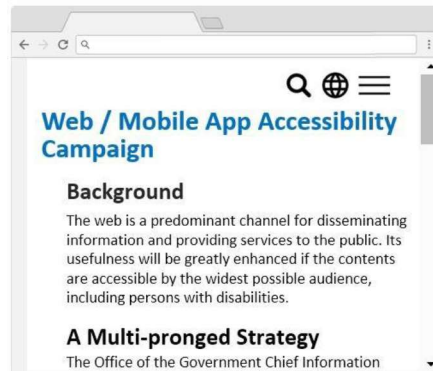 Web / Mobile App Accessibility
Campaign
Background
The web is a predominant channel for disseminating
information and providing services to the public. Its
usefulness will be greatly enhanced if the contents
are accessible by the widest possible audience,
including persons with disabilities.
A Multi-pronged Strategy
The Office of the Government Chief Information